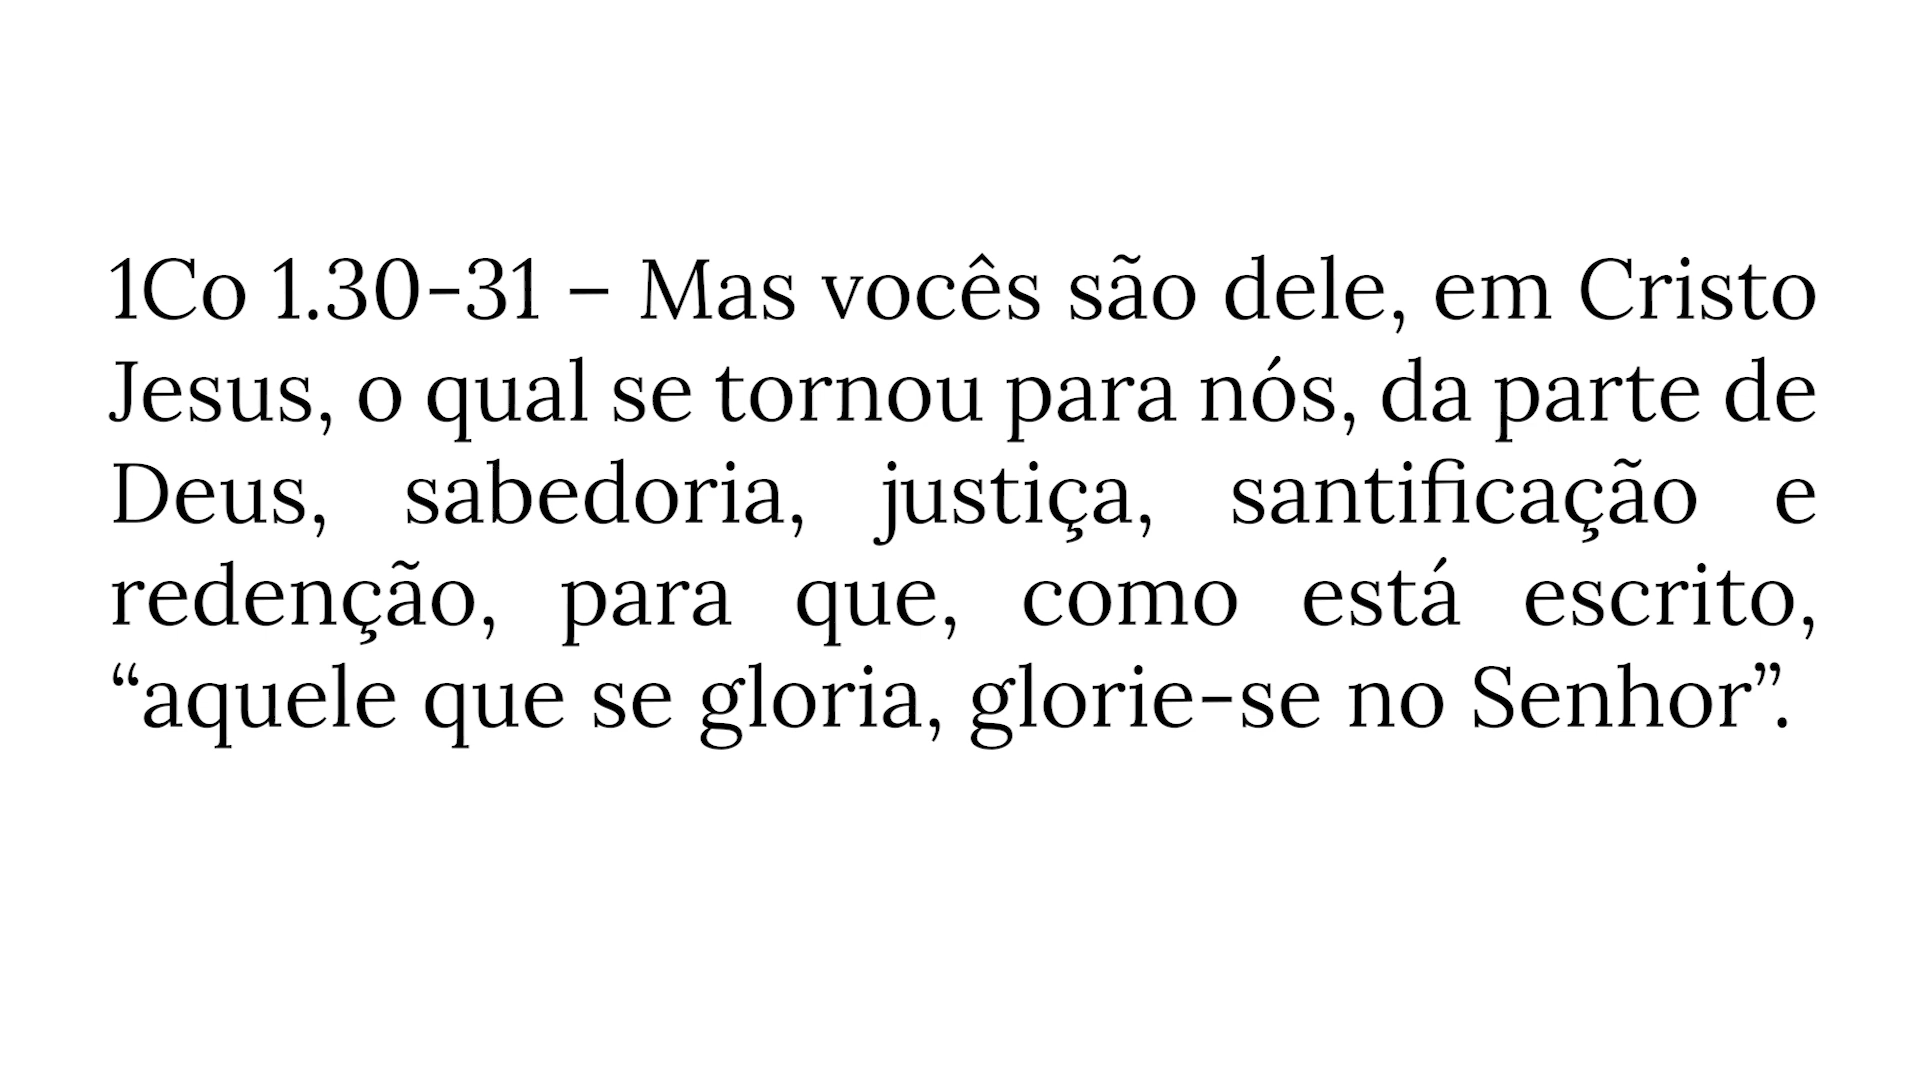 1Co 1.30-31 – Mas vocês são dele, em Cristo
Jesus, o qual se tornou para nós, da parte de
Deus, sabedoria, justiça, santificação e
redenção, para que, como está escrito,
“aquele que se gloria, glorie-se no Senhor”.